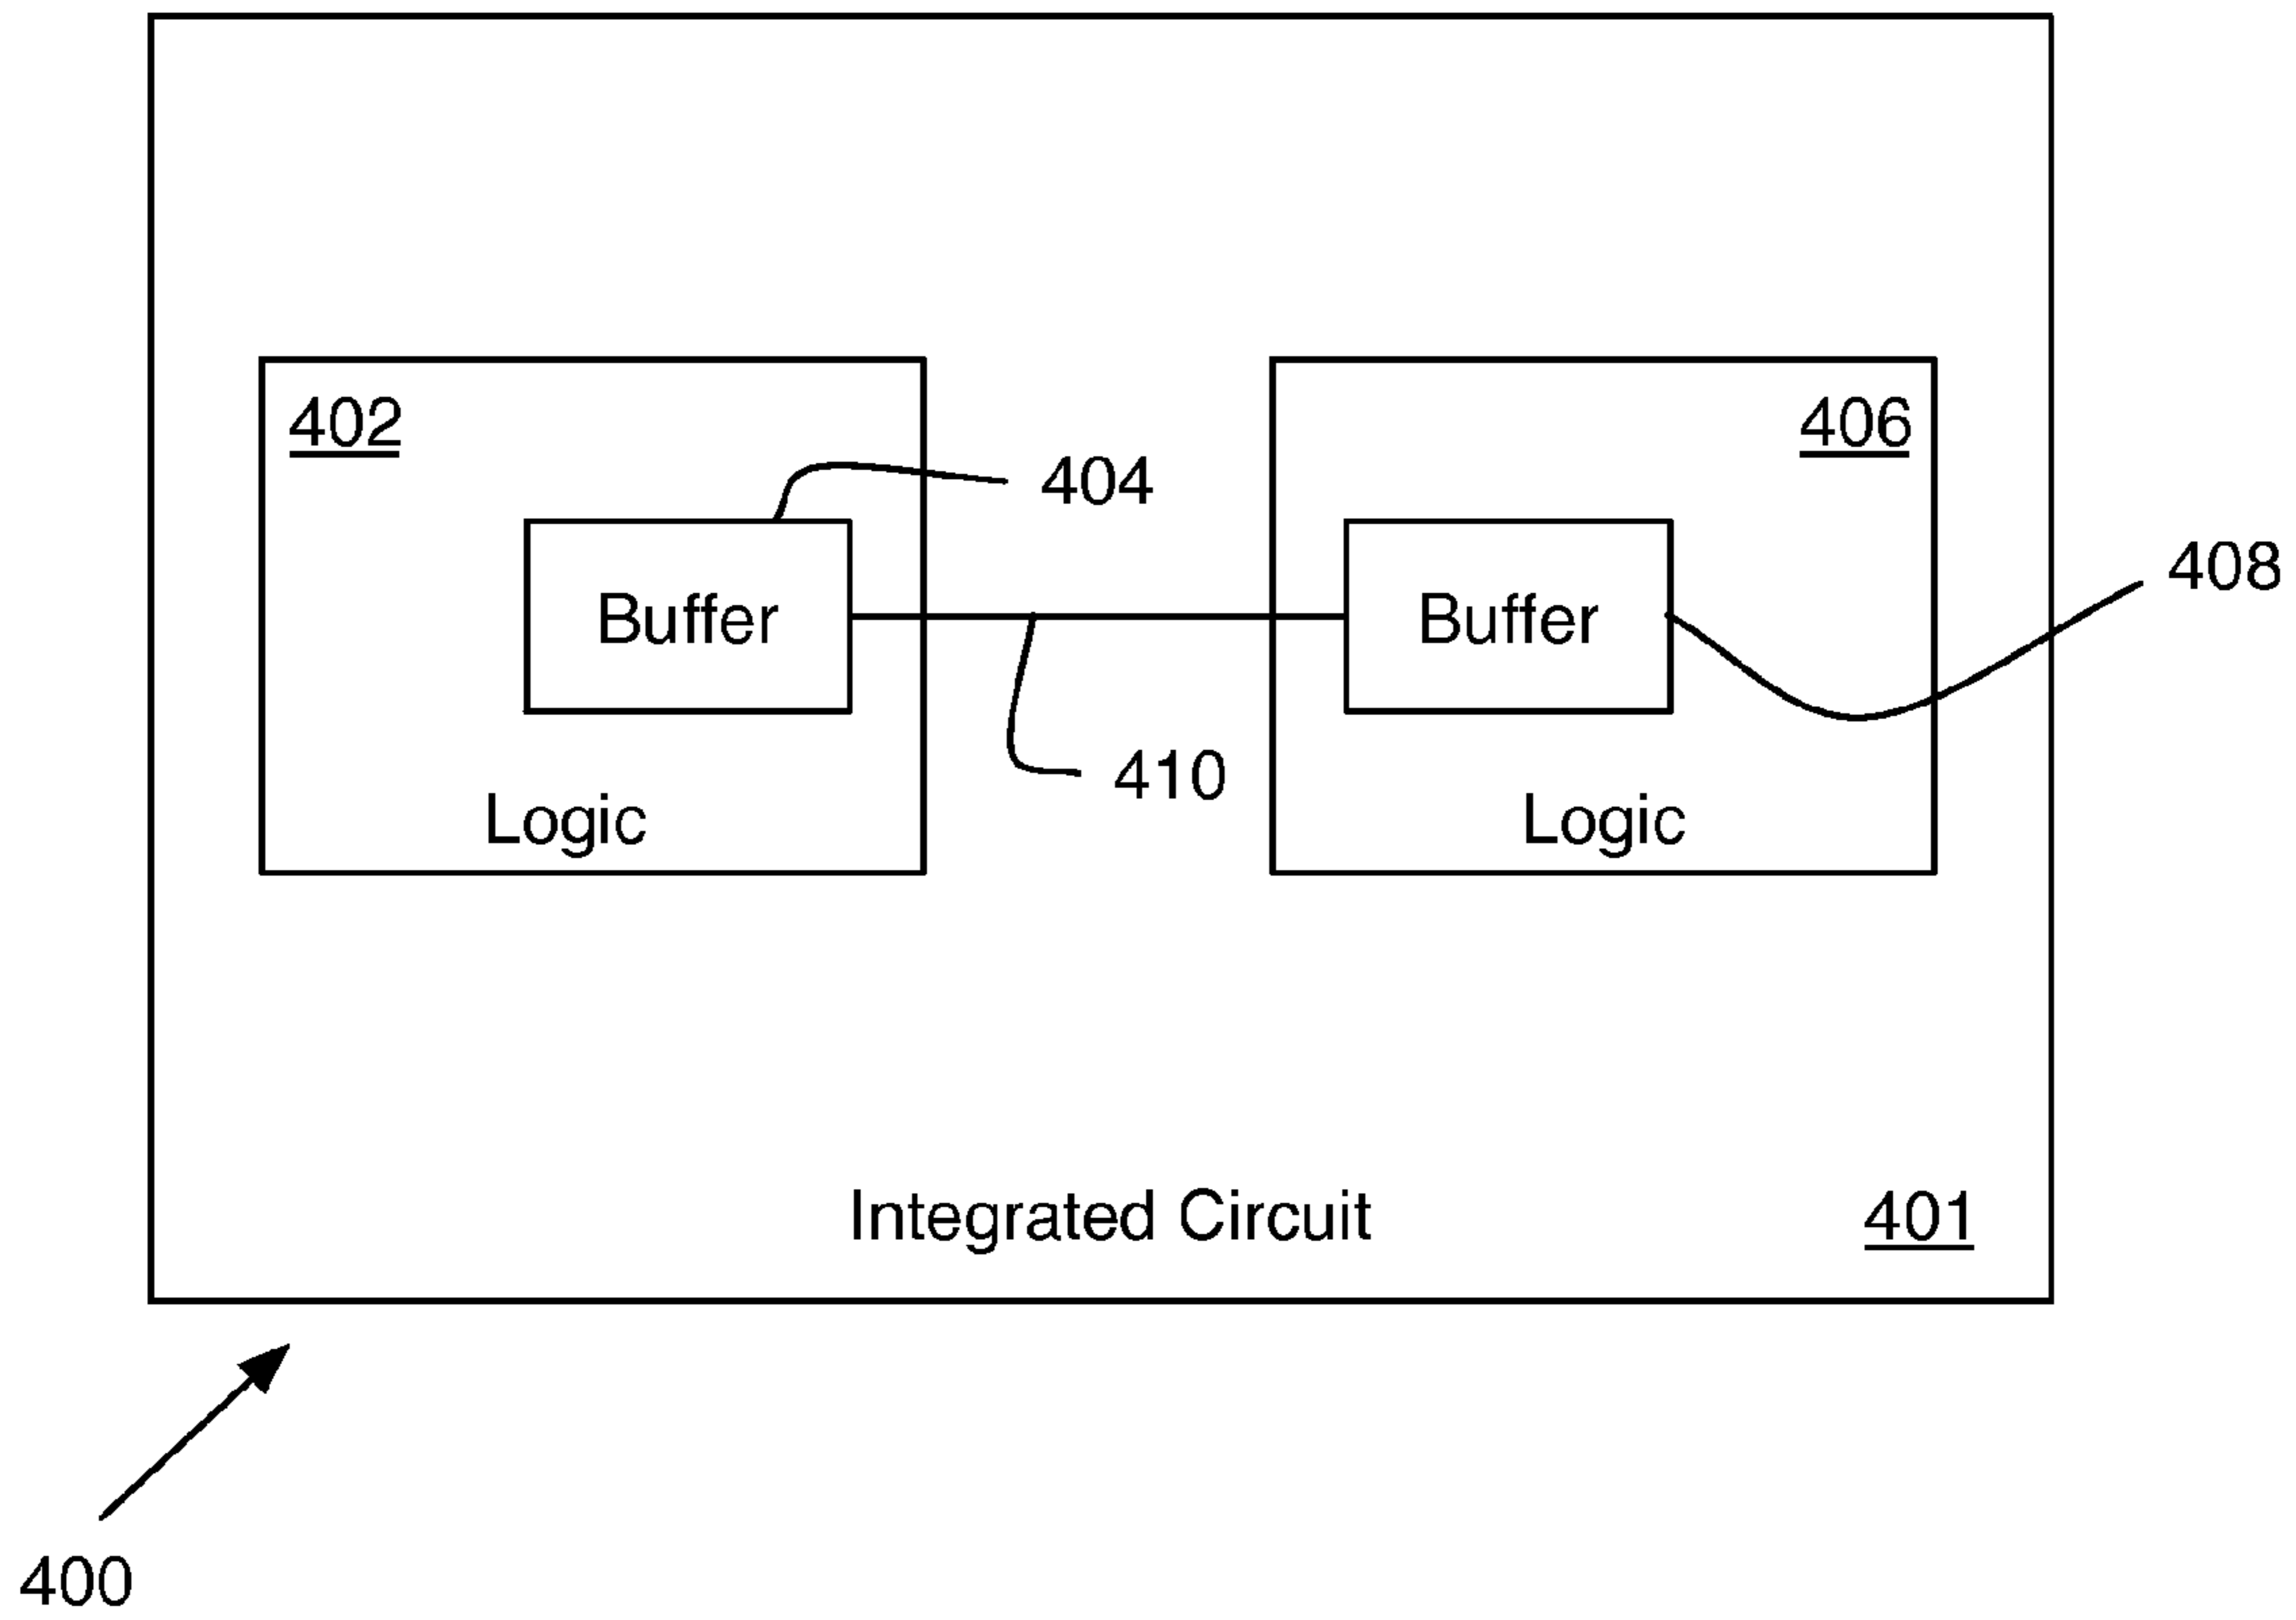 402
406
404
408
Buffer
Buffer
410
Logic
Logic
Integrated Circuit
401
400